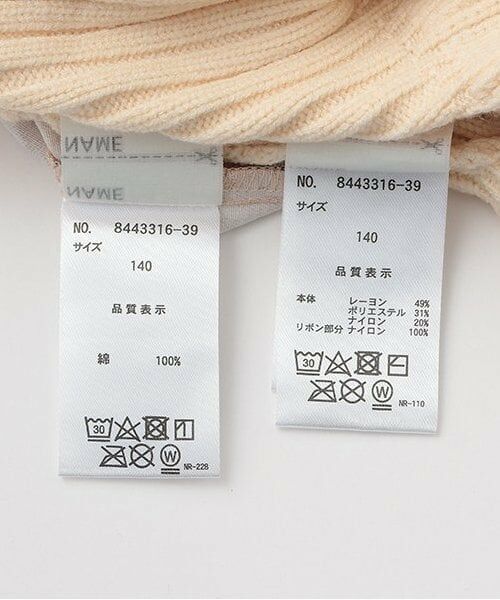 NAME
NAME
NO. 8443316-39
サイズ
140
品質表示
綿 100%
30
W
NR-228
NO. 8443316-39
サイズ
140
品質表示
本体 レーヨン 49%
ポリエステル 31%
ナイロン 20%
リボン部分 ナイロン 100%
30
W
NR-110